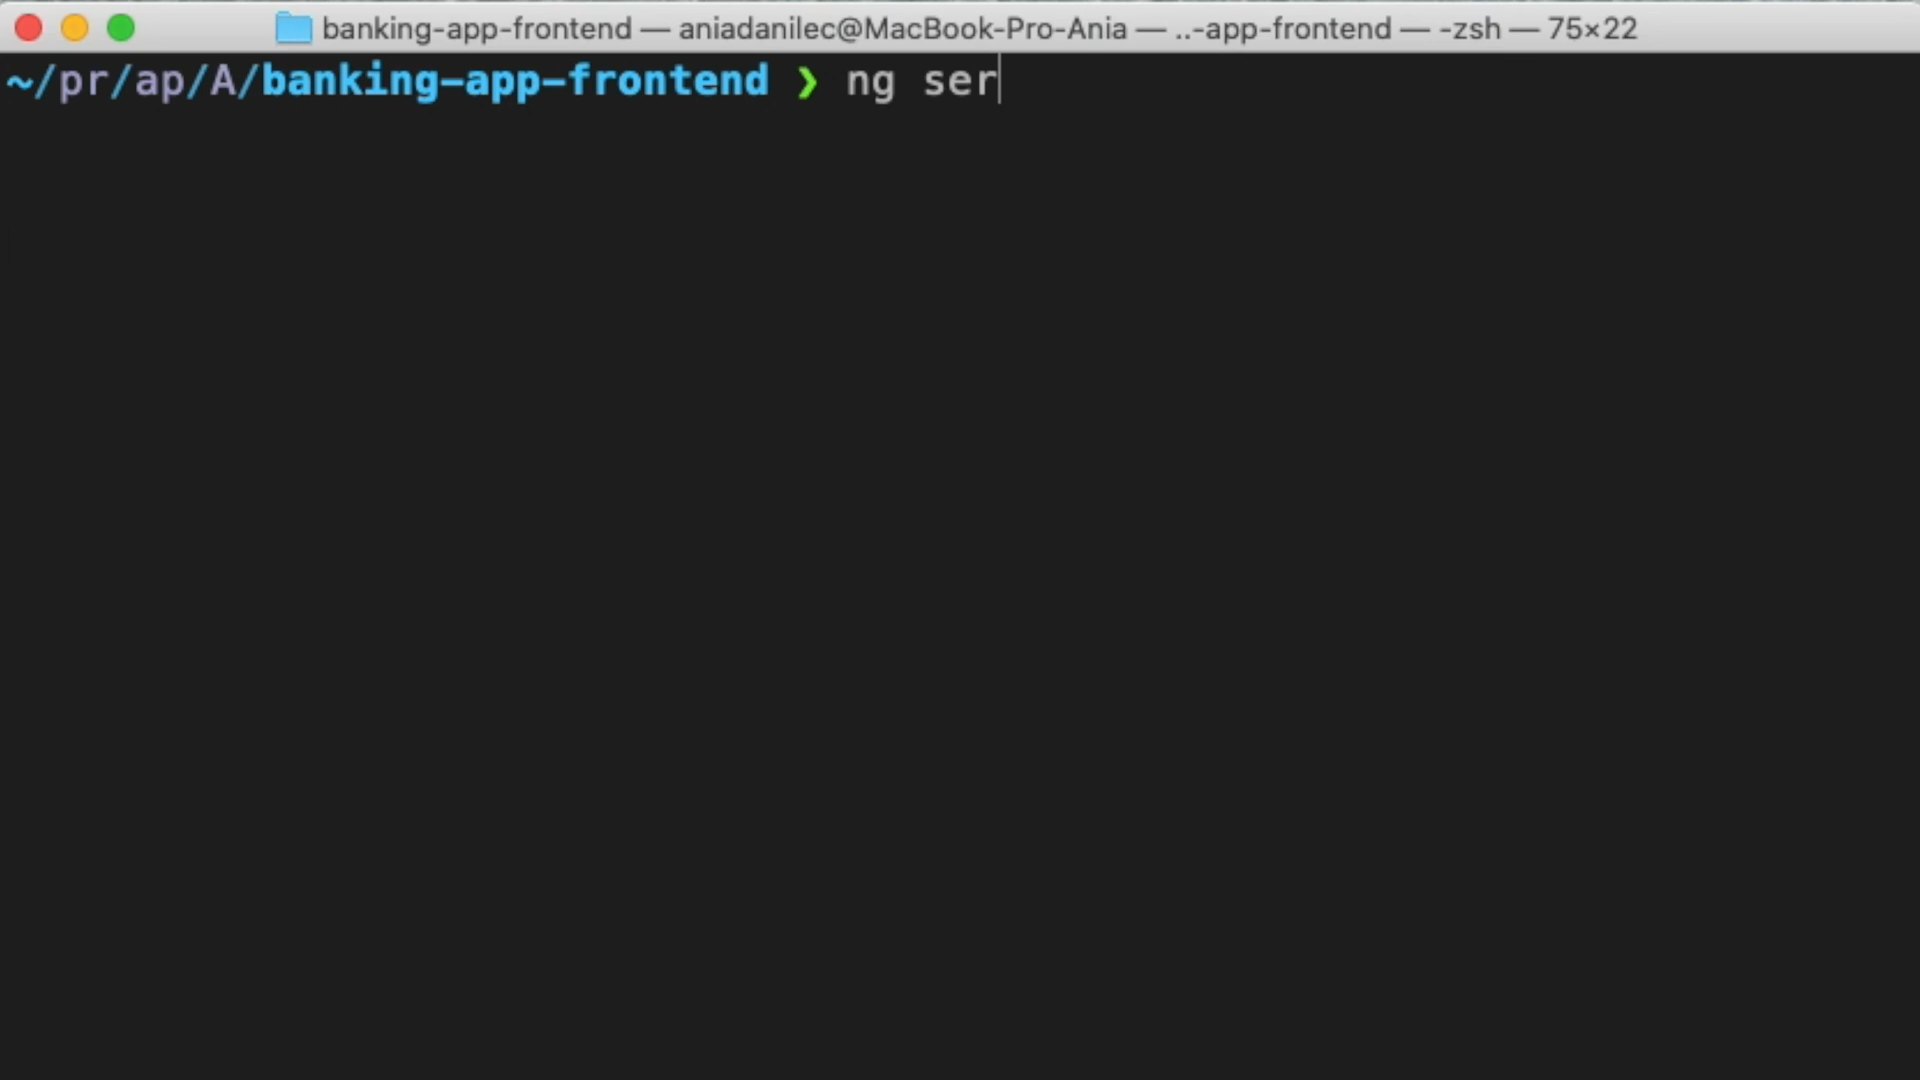 banking-app-frontend — aniadanilec@MacBook-Pro-Ania — ..-app-frontend — -zsh — 75×22
~/pr/ap/A/banking-app-frontend ❯ ng ser